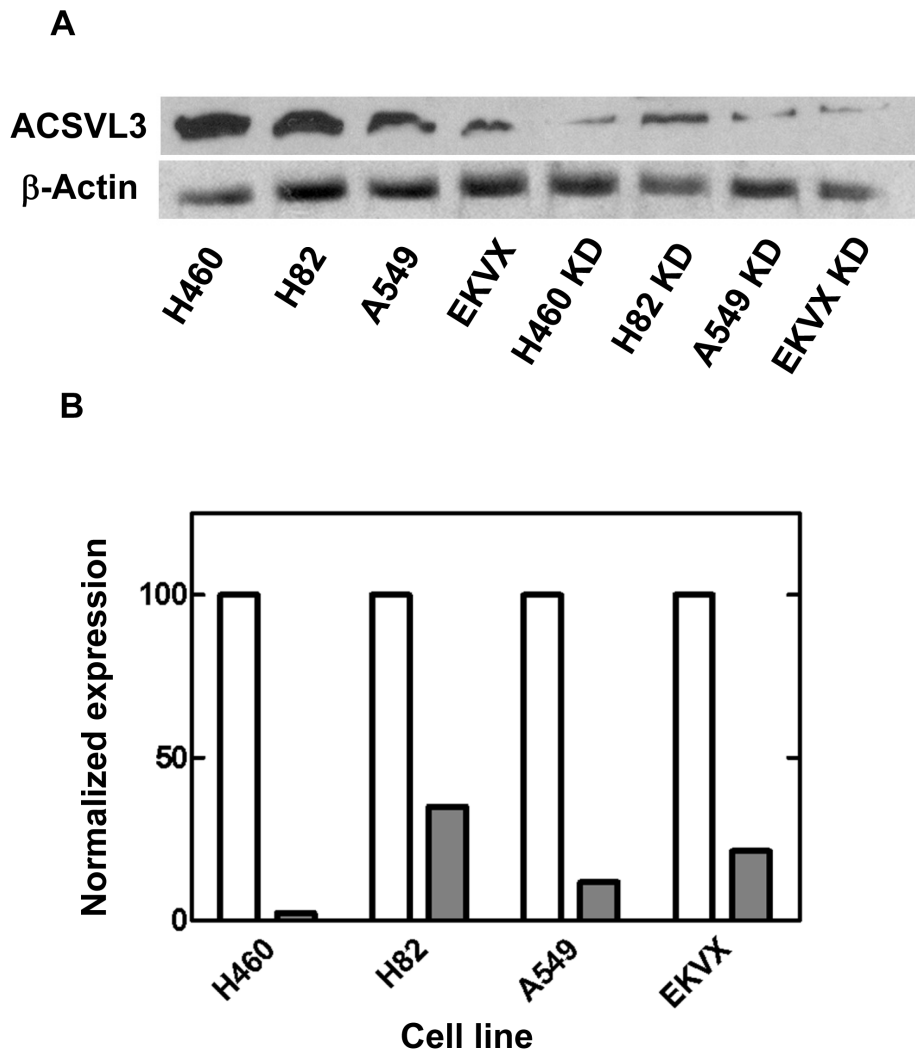 A
ACSVL3
β-Actin
H460
H82
A549
EKVX
H460 KD
H82 KD
A549 KD
EKVX KD
B
Normalized expression
100
50
0
H460
H82
A549
EKVX
Cell line